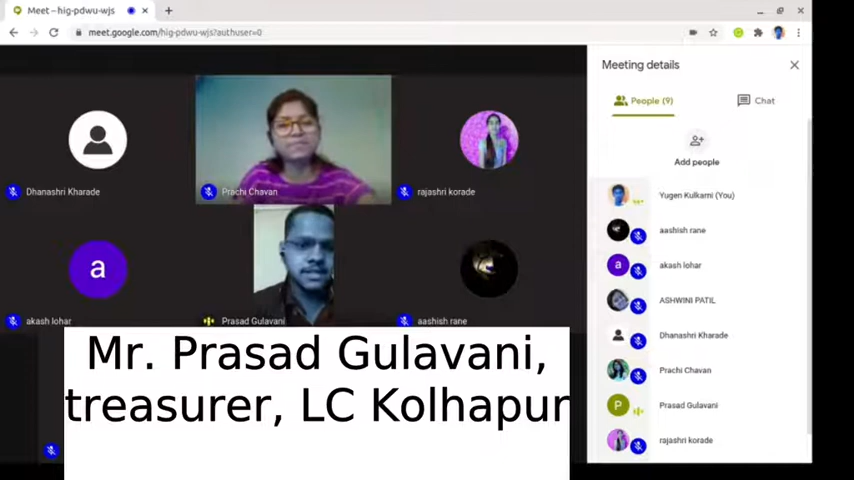 Meet – hig-pdwu-wjs
meet.google.com/hig-pdwu-wjs?authuser=0
Meeting details
People (9)
Chat
Add people
Dhanashri Kharade
Prachi Chavan
rajashri korade
a
akash lohar
Prasad Gulavani
aashish rane
Yugen Kulkarni (You)
aashish rane
a
akash lohar
ASHWINI PATIL
Dhanashri Kharade
Prachi Chavan
P
Prasad Gulavani
rajashri korade
Mr. Prasad Gulavani,
treasurer, LC Kolhapur